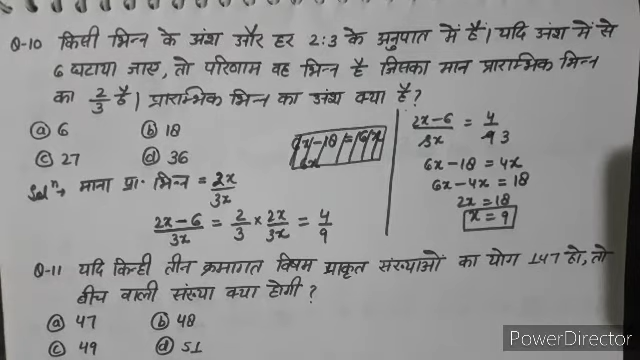 Q-10 किसी भिन्न के अंश और हर 2:3 के अनुपात में हैं। यदि अंश में से
6 घटाया जाए, तो परिणाम वह भिन्न है जिसका मान प्रारम्भिक भिन्न
का 2/3 है। प्रारम्भिक भिन्न का अंश क्या है?
(a) 6 (b) 18
(c) 27 (d) 36
Solⁿ→ माना प्रा. भिन्न = 2x/3x
(2x-6)/3x = 2/3 × 2x/3x = 4/9
(2x-6)/3x = 4/9 3
6x-18 = 4x
6x-4x = 18
2x = 18
x = 9
Q-11 यदि किन्ही तीन क्रमागत विषम प्राकृत संख्याओं का योग 147 हो, तो
बीच वाली संख्या क्या होगी?
(a) 47 (b) 48
(c) 49 (d) 51
PowerDirector